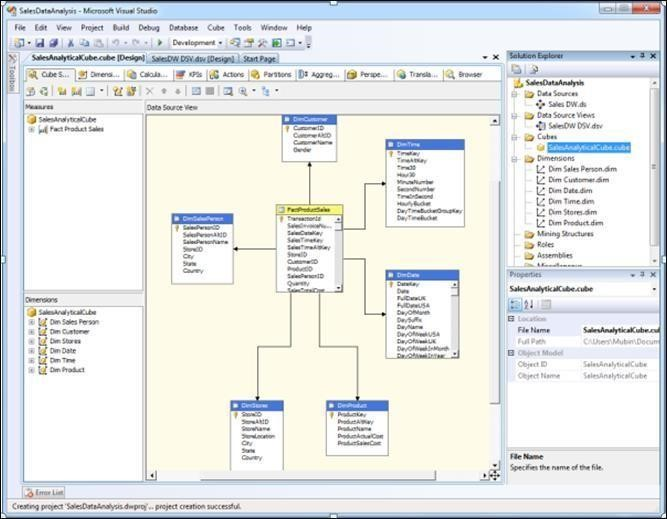 SalesDataAnalysis - Microsoft Visual Studio
File Edit View Project Build Debug Database Cube Tools Window Help
Development
SalesAnalyticalCube.cube [Design] SalesDW DSV.dsv [Design] Start Page
Cube S... Dimens... Calcula... KPIs Actions Partitions Aggreg... Perspe... Transla... Browser
Toolbox
Measures
SalesAnalyticalCube
Fact Product Sales
Dimensions
SalesAnalyticalCube
Dim Sales Person
Dim Customer
Dim Stores
Dim Date
Dim Time
Dim Product
Data Source View
DimCustomer
CustomerID
CustomerAltID
CustomerName
Gender
DimTime
TimeKey
TimeAltKey
Time30
Hour30
MinuteNumber
SecondNumber
TimeInSecond
HourlyBucket
DayTimeBucketGroupKey
DayTimeBucket
FactProductSales
TransactionId
SalesInvoiceNu...
SalesDateKey
SalesTimeKey
SalesTimeAltKey
StoreID
CustomerID
ProductID
SalesPersonID
Quantity
SalesTotalCost
DimSalesPerson
SalesPersonID
SalesPersonAltID
SalesPersonName
StoreID
City
State
Country
DimDate
DateKey
Date
FullDateUK
FullDateUSA
DayOfMonth
DaySuffix
DayName
DayOfWeekUSA
DayOfWeekUK
DayOfWeekInMonth
DayOfWeekInYear
DimStores
StoreID
StoreAltID
StoreName
StoreLocation
City
State
Country
DimProduct
ProductKey
ProductAltKey
ProductName
ProductActualCost
ProductSalesCost
Solution Explorer
SalesDataAnalysis
Data Sources
Sales DW.ds
Data Source Views
SalesDW DSV.dsv
Cubes
SalesAnalyticalCube.cube
Dimensions
Dim Sales Person.dim
Dim Customer.dim
Dim Date.dim
Dim Time.dim
Dim Stores.dim
Dim Product.dim
Mining Structures
Roles
Assemblies
Miscellaneous
Properties
SalesAnalyticalCube.cube
Location
File Name SalesAnalyticalCube.cub
Full Path C:\Users\Mubin\Documen
Object Model
Object ID SalesAnalyticalCube
Object Name SalesAnalyticalCube
File Name
Specifies the name of the file.
Error List
Creating project 'SalesDataAnalysis.dwproj'... project creation successful.